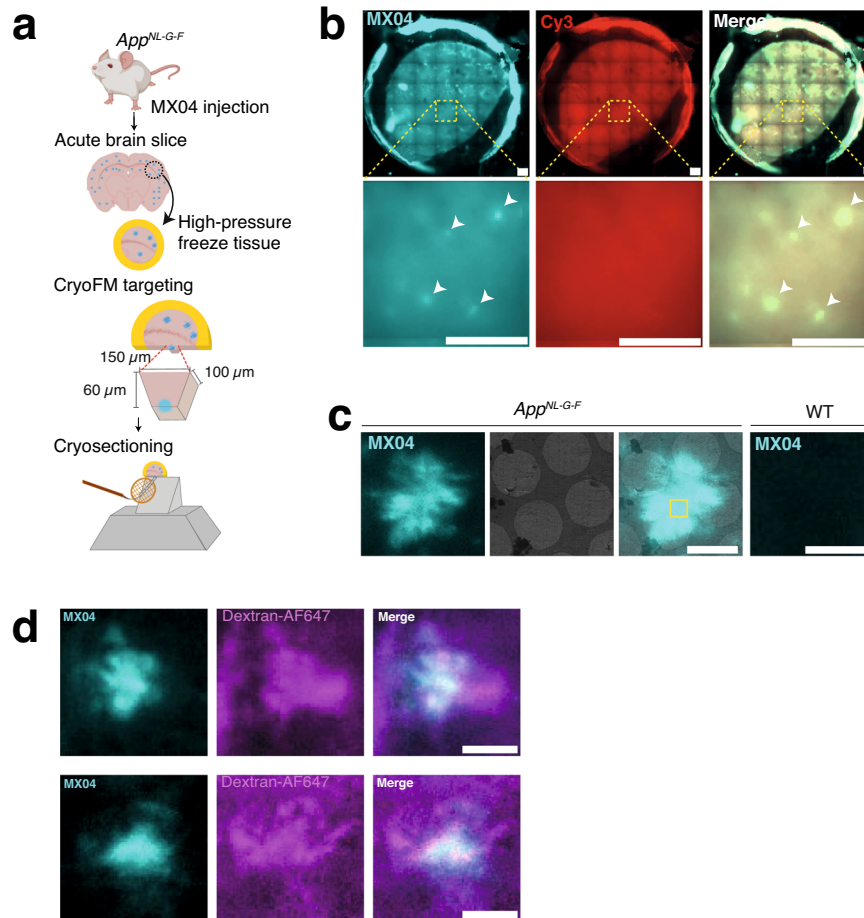 a
App^NL-G-F
MX04 injection
Acute brain slice
High-pressure
freeze tissue
CryoFM targeting
150 µm
100 µm
60 µm
Cryosectioning
b
MX04
Cy3
Merge
c
App^NL-G-F
WT
MX04
MX04
d
MX04
Dextran-AF647
Merge
MX04
Dextran-AF647
Merge